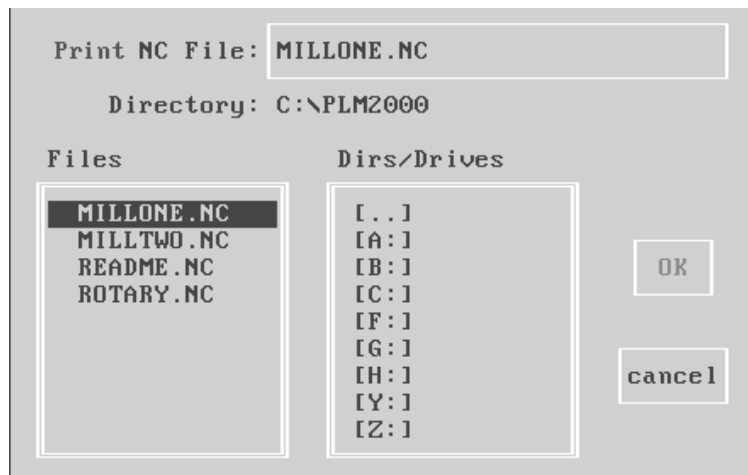 Print NC File: MILLONE.NC
Directory: C:\PLM2000
Files
Dirs/Drives
MILLONE.NC
MILLTWO.NC
README.NC
ROTARY.NC
[..]
[A:]
[B:]
[C:]
[F:]
[G:]
[H:]
[Y:]
[Z:]
OK
cancel